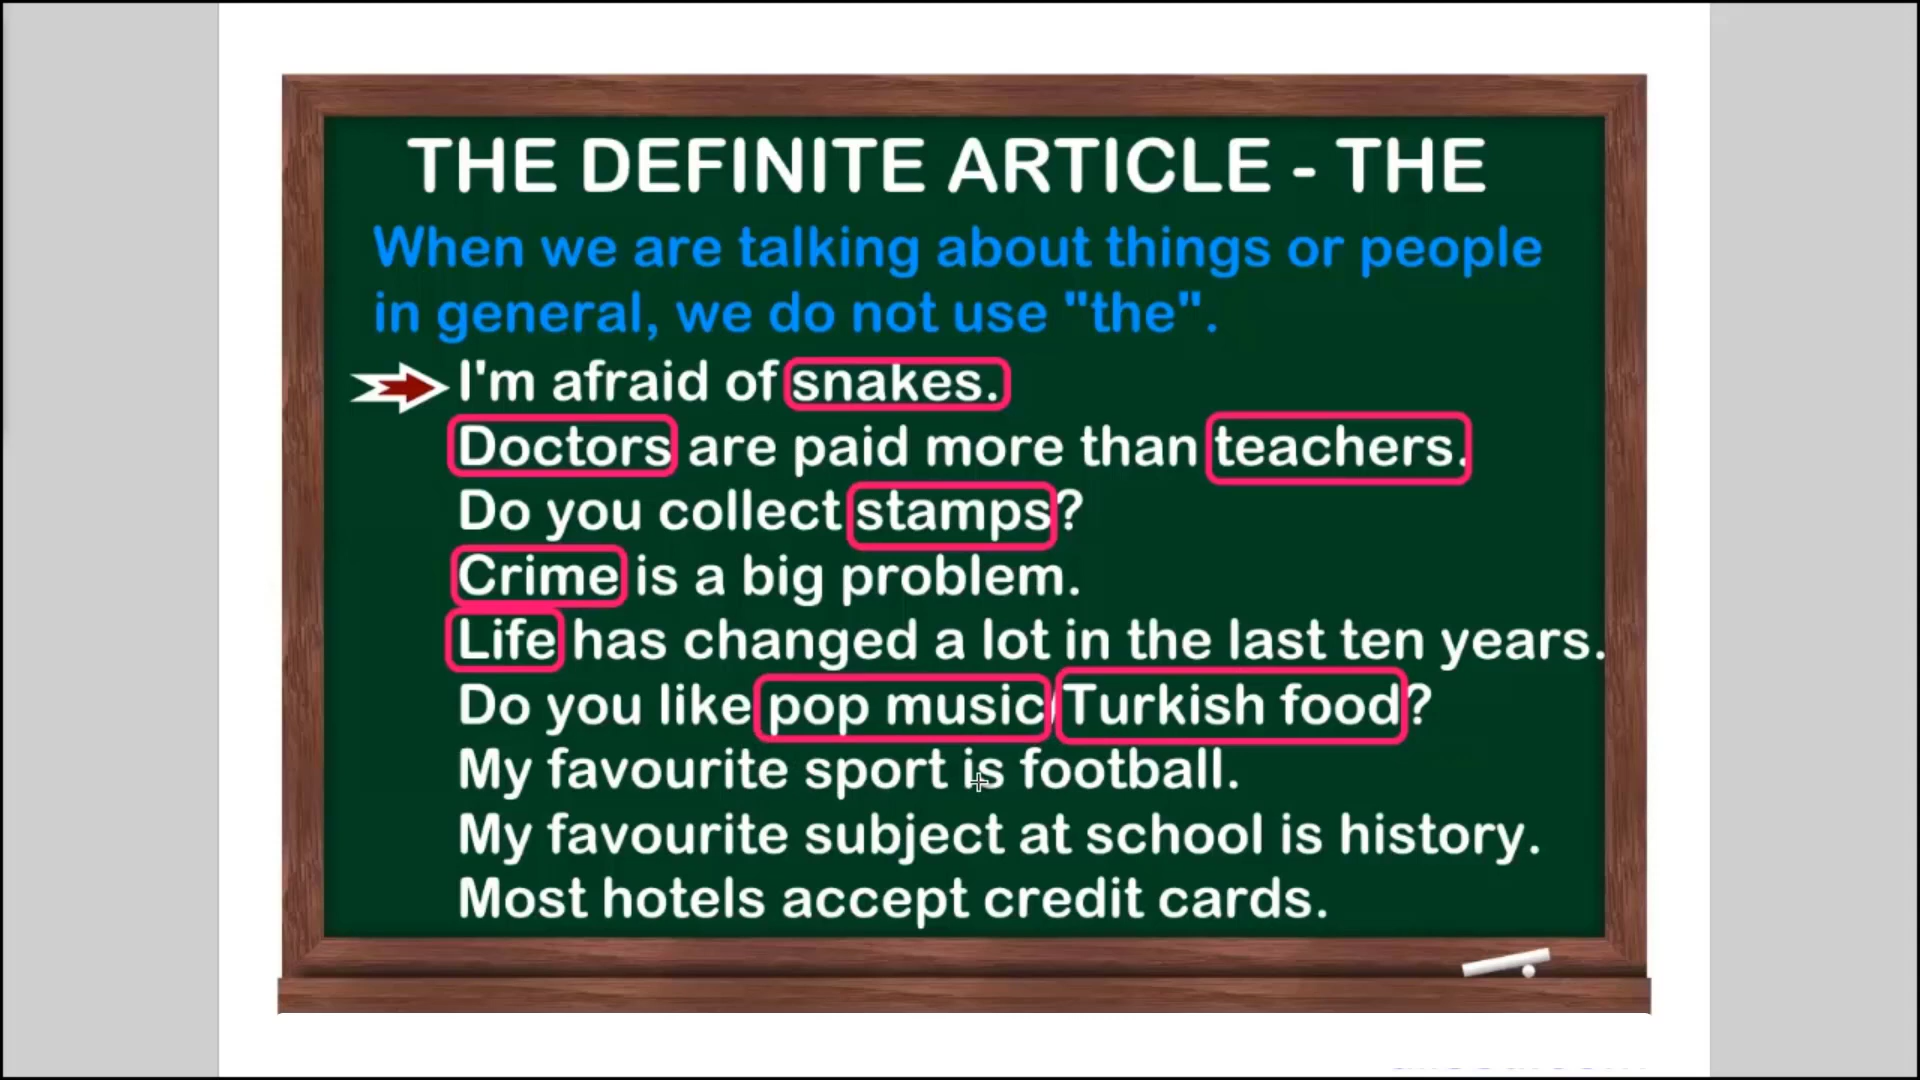 THE DEFINITE ARTICLE - THE
When we are talking about things or people
in general, we do not use "the".
I'm afraid of snakes.
Doctors are paid more than teachers.
Do you collect stamps?
Crime is a big problem.
Life has changed a lot in the last ten years.
Do you like pop music/Turkish food?
My favourite sport is football.
My favourite subject at school is history.
Most hotels accept credit cards.